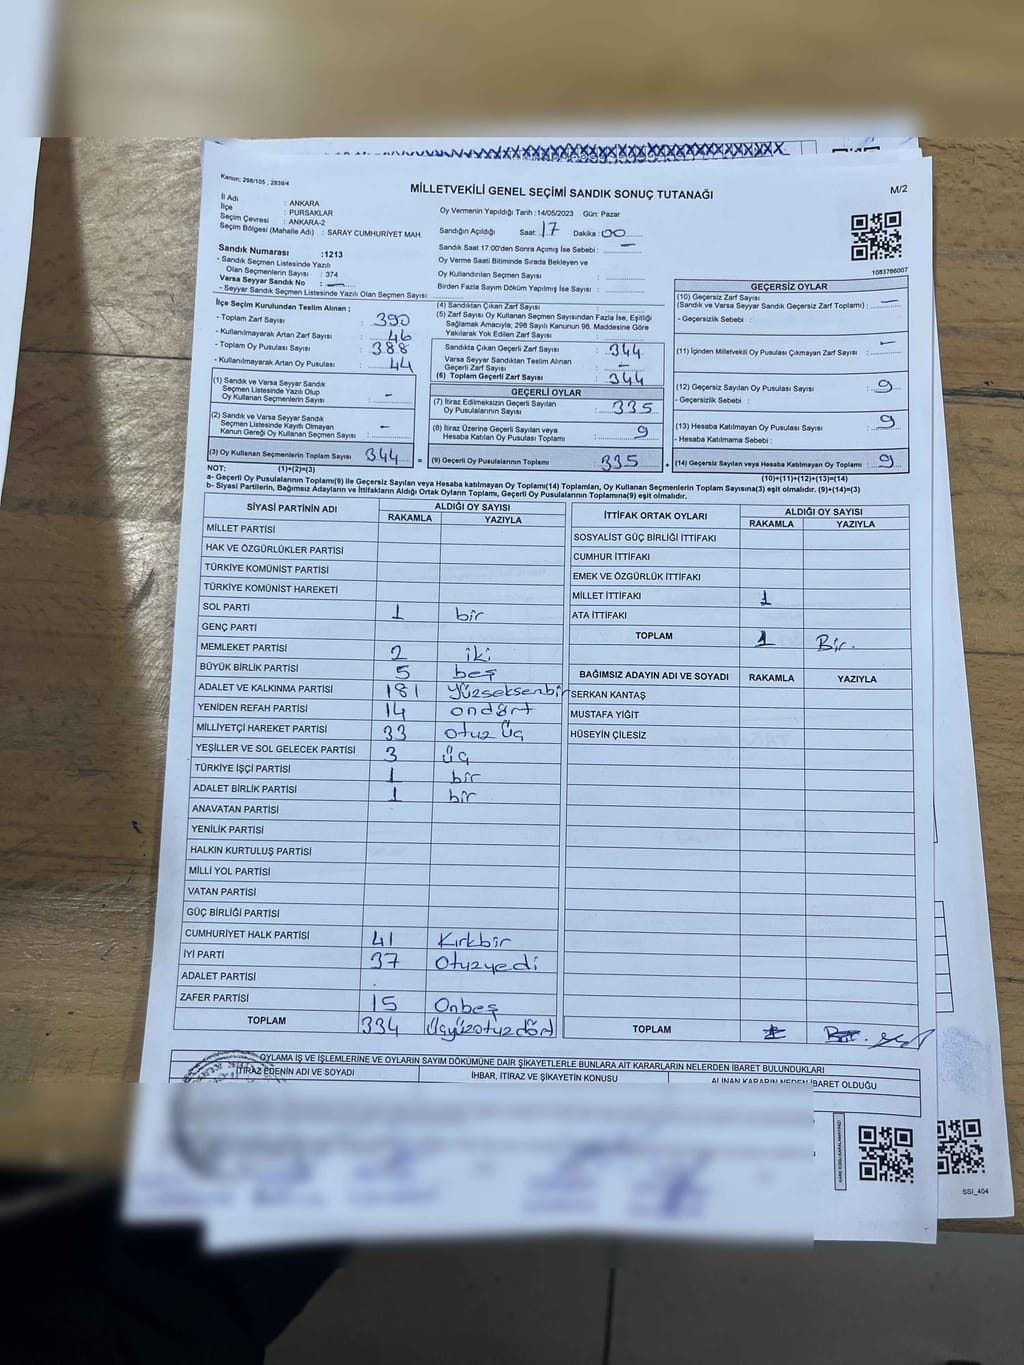 Kanun: 298/105 , 2839/4
MİLLETVEKİLİ GENEL SEÇİMİ SANDIK SONUÇ TUTANAĞI
M/2
İl Adı : ANKARA
İlçe : PURSAKLAR
Seçim Çevresi : ANKARA-2
Seçim Bölgesi (Mahalle Adı) : SARAY CUMHURİYET MAH.
Oy Vermenin Yapıldığı Tarih :14/05/2023 Gün: Pazar
Sandığın Açıldığı Saat: 17 Dakika: 00
Sandık Saat 17:00'den Sonra Açılmış İse Sebebi : —
Oy Verme Saati Bitiminde Sırada Bekleyen ve
Oy Kullandırılan Seçmen Sayısı :
Birden Fazla Sayım Döküm Yapılmış İse Sayısı :
1083766007
Sandık Numarası :1213
- Sandık Seçmen Listesinde Yazılı
Olan Seçmenlerin Sayısı : 374
Varsa Seyyar Sandık No : —
- Seyyar Sandık Seçmen Listesinde Yazılı Olan Seçmen Sayısı:
İlçe Seçim Kurulundan Teslim Alınan ;
- Toplam Zarf Sayısı : 390
- Kullanılmayarak Artan Zarf Sayısı : 46
- Toplam Oy Pusulası Sayısı : 388
- Kullanılmayarak Artan Oy Pusulası : 44
(1) Sandık ve Varsa Seyyar Sandık
Seçmen Listesinde Yazılı Olup
Oy Kullanan Seçmenlerin Sayısı : -
(2) Sandık ve Varsa Seyyar Sandık
Seçmen Listesinde Kayıtlı Olmayan
Kanun Gereği Oy Kullanan Seçmen Sayısı : -
(3) Oy Kullanan Seçmenlerin Toplam Sayısı 344
(4) Sandıktan Çıkan Zarf Sayısı :
(5) Zarf Sayısı Oy Kullanan Seçmen Sayısından Fazla İse, Eşitliği
Sağlamak Amacıyla; 298 Sayılı Kanunun 98. Maddesine Göre
Yakılarak Yok Edilen Zarf Sayısı :
Sandıkta Çıkan Geçerli Zarf Sayısı : 344
Varsa Seyyar Sandıktan Teslim Alınan
Geçerli Zarf Sayısı : -
(6) Toplam Geçerli Zarf Sayısı : 344
GEÇERLİ OYLAR
(7) İtiraz Edilmeksizin Geçerli Sayılan
Oy Pusulalarının Sayısı : 335
(8) İtiraz Üzerine Geçerli Sayılan veya
Hesaba Katılan Oy Pusulası Toplamı : 9
= (9) Geçerli Oy Pusulalarının Toplamı : 335
GEÇERSİZ OYLAR
(10) Geçersiz Zarf Sayısı
(Sandık ve Varsa Seyyar Sandık Geçersiz Zarf Toplamı) : —
- Geçersizlik Sebebi :
(11) İçinden Milletvekili Oy Pusulası Çıkmayan Zarf Sayısı : -
(12) Geçersiz Sayılan Oy Pusulası Sayısı : 9
- Geçersizlik Sebebi :
(13) Hesaba Katılmayan Oy Pusulası Sayısı : 9
- Hesaba Katılmama Sebebi :
+ (14) Geçersiz Sayılan veya Hesaba Katılmayan Oy Toplamı : 9
NOT: (1)+(2)=(3) (10)+(11)+(12)+(13)=(14)
a- Geçerli Oy Pusulalarının Toplamı(9) ile Geçersiz Sayılan veya Hesaba katılmayan Oy Toplamı(14) Toplamları, Oy Kullanan Seçmenlerin Toplam Sayısına(3) eşit olmalıdır. (9)+(14)=(3)
b- Siyasi Partilerin, Bağımsız Adayların ve İttifakların Aldığı Ortak Oyların Toplamı, Geçerli Oy Pusulalarının Toplamına(9) eşit olmalıdır.
SİYASİ PARTİNİN ADI ALDIĞI OY SAYISI
RAKAMLA YAZIYLA
MİLLET PARTİSİ
HAK VE ÖZGÜRLÜKLER PARTİSİ
TÜRKİYE KOMÜNİST PARTİSİ
TÜRKİYE KOMÜNİST HAREKETİ
SOL PARTİ 1 bir
GENÇ PARTİ
MEMLEKET PARTİSİ 2 iki
BÜYÜK BİRLİK PARTİSİ 5 beş
ADALET VE KALKINMA PARTİSİ 181 yüzseksenbir
YENİDEN REFAH PARTİSİ 14 ondört
MİLLİYETÇİ HAREKET PARTİSİ 33 otuz üç
YEŞİLLER VE SOL GELECEK PARTİSİ 3 üç
TÜRKİYE İŞÇİ PARTİSİ 1 bir
ADALET BİRLİK PARTİSİ 1 bir
ANAVATAN PARTİSİ
YENİLİK PARTİSİ
HALKIN KURTULUŞ PARTİSİ
MİLLİ YOL PARTİSİ
VATAN PARTİSİ
GÜÇ BİRLİĞİ PARTİSİ
CUMHURİYET HALK PARTİSİ 41 Kırkbir
İYİ PARTİ 37 Otuzyedi
ADALET PARTİSİ
ZAFER PARTİSİ 15 Onbeş
TOPLAM 334 Üçyüzotuzdört
İTTİFAK ORTAK OYLARI ALDIĞI OY SAYISI
RAKAMLA YAZIYLA
SOSYALİST GÜÇ BİRLİĞİ İTTİFAKI
CUMHUR İTTİFAKI
EMEK VE ÖZGÜRLÜK İTTİFAKI
MİLLET İTTİFAKI 1
ATA İTTİFAKI
TOPLAM 1 Bir.
BAĞIMSIZ ADAYIN ADI VE SOYADI RAKAMLA YAZIYLA
SERKAN KANTAŞ
MUSTAFA YİĞİT
HÜSEYİN ÇİLESİZ
TOPLAM
OYLAMA İŞ VE İŞLEMLERİNE VE OYLARIN SAYIM DÖKÜMÜNE DAİR ŞİKAYETLERLE BUNLARA AİT KARARLARIN NELERDEN İBARET BULUNDUKLARI
İTİRAZ EDENİN ADI VE SOYADI İHBAR, İTİRAZ VE ŞİKAYETİN KONUSU ALINAN KARARIN NEDEN İBARET OLDUĞU
SSI_404